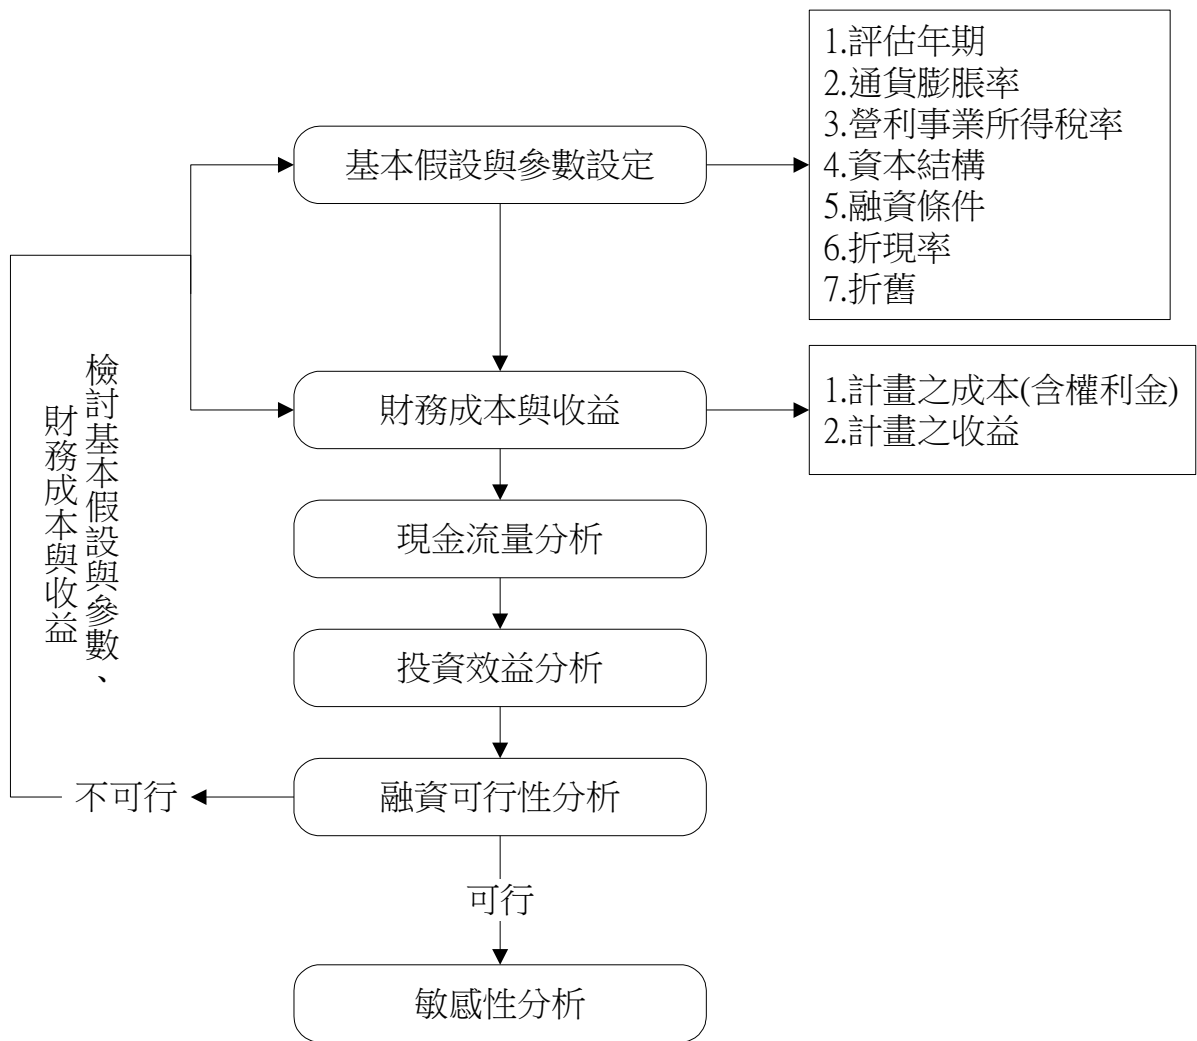 1.評估年期
2.通貨膨脹率
3.營利事業所得稅率
4.資本結構
5.融資條件
6.折現率
7.折舊
基本假設與參數設定
財務成本與收益
1.計畫之成本(含權利金)
2.計畫之收益
檢討基本假設與參數、
財務成本與收益
現金流量分析
投資效益分析
融資可行性分析
不可行
可行
敏感性分析